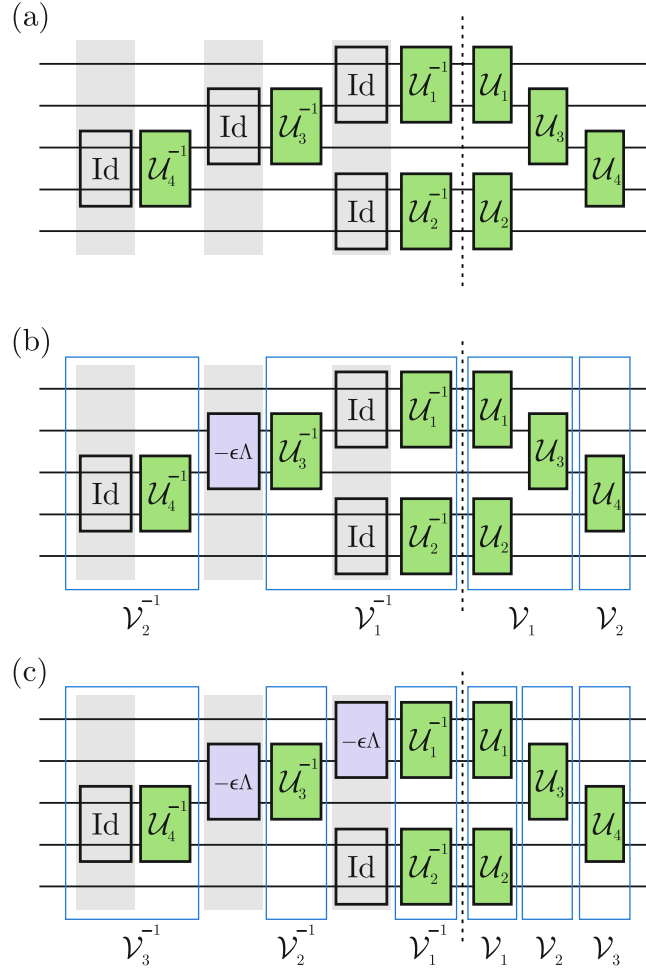 (a)
Id 𝒰₁⁻¹ 𝒰₁
Id 𝒰₃⁻¹ 𝒰₃
Id 𝒰₄⁻¹ 𝒰₄
Id 𝒰₂⁻¹ 𝒰₂
(b)
Id 𝒰₁⁻¹ 𝒰₁
−ϵΛ 𝒰₃⁻¹ 𝒰₃
Id 𝒰₄⁻¹ 𝒰₄
Id 𝒰₂⁻¹ 𝒰₂
𝒱₂⁻¹ 𝒱₁⁻¹ 𝒱₁ 𝒱₂
(c)
−ϵΛ 𝒰₁⁻¹ 𝒰₁
−ϵΛ 𝒰₃⁻¹ 𝒰₃
Id 𝒰₄⁻¹ 𝒰₄
Id 𝒰₂⁻¹ 𝒰₂
𝒱₃⁻¹ 𝒱₂⁻¹ 𝒱₁⁻¹ 𝒱₁ 𝒱₂ 𝒱₃